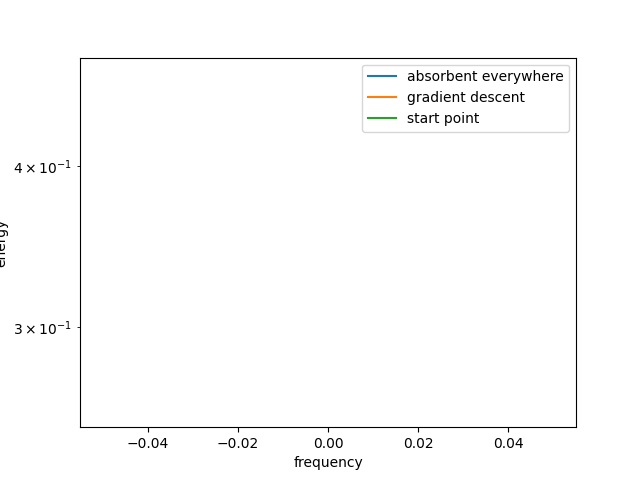 absorbent everywhere
gradient descent
start point
4 × 10⁻¹
energy
3 × 10⁻¹
−0.04 −0.02 0.00 0.02 0.04
frequency